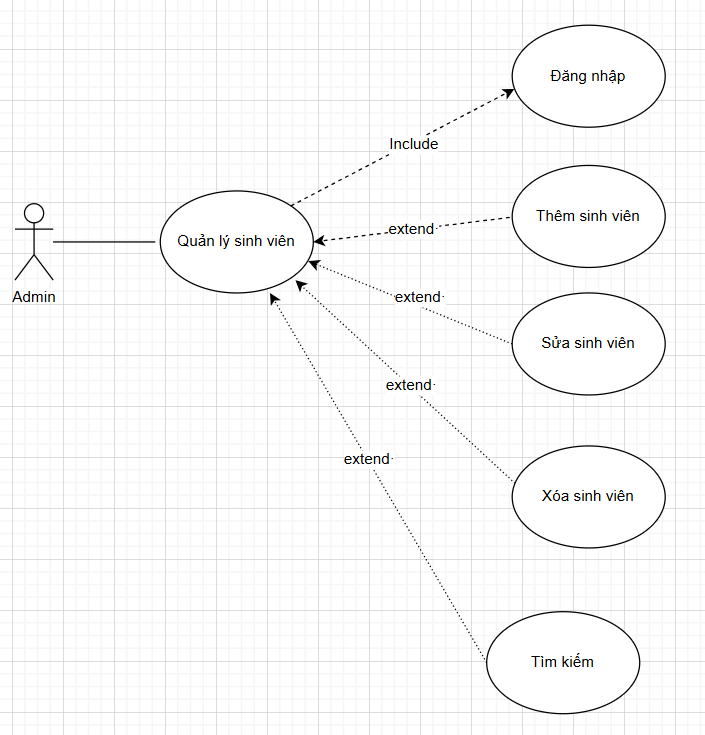 Đăng nhập
Include
Thêm sinh viên
extend
Quản lý sinh viên
Admin
extend
Sửa sinh viên
extend
extend
Xóa sinh viên
Tìm kiếm